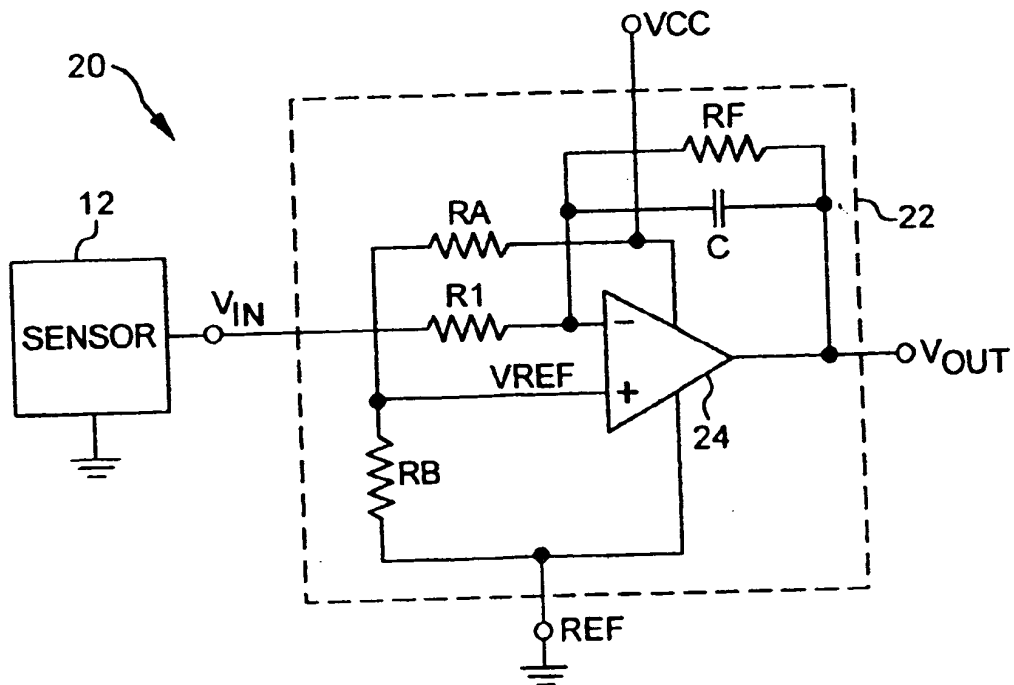 VCC
20
RF
22
12
RA
C
R1
VIN
SENSOR
−
VREF
VOUT
+
24
RB
REF